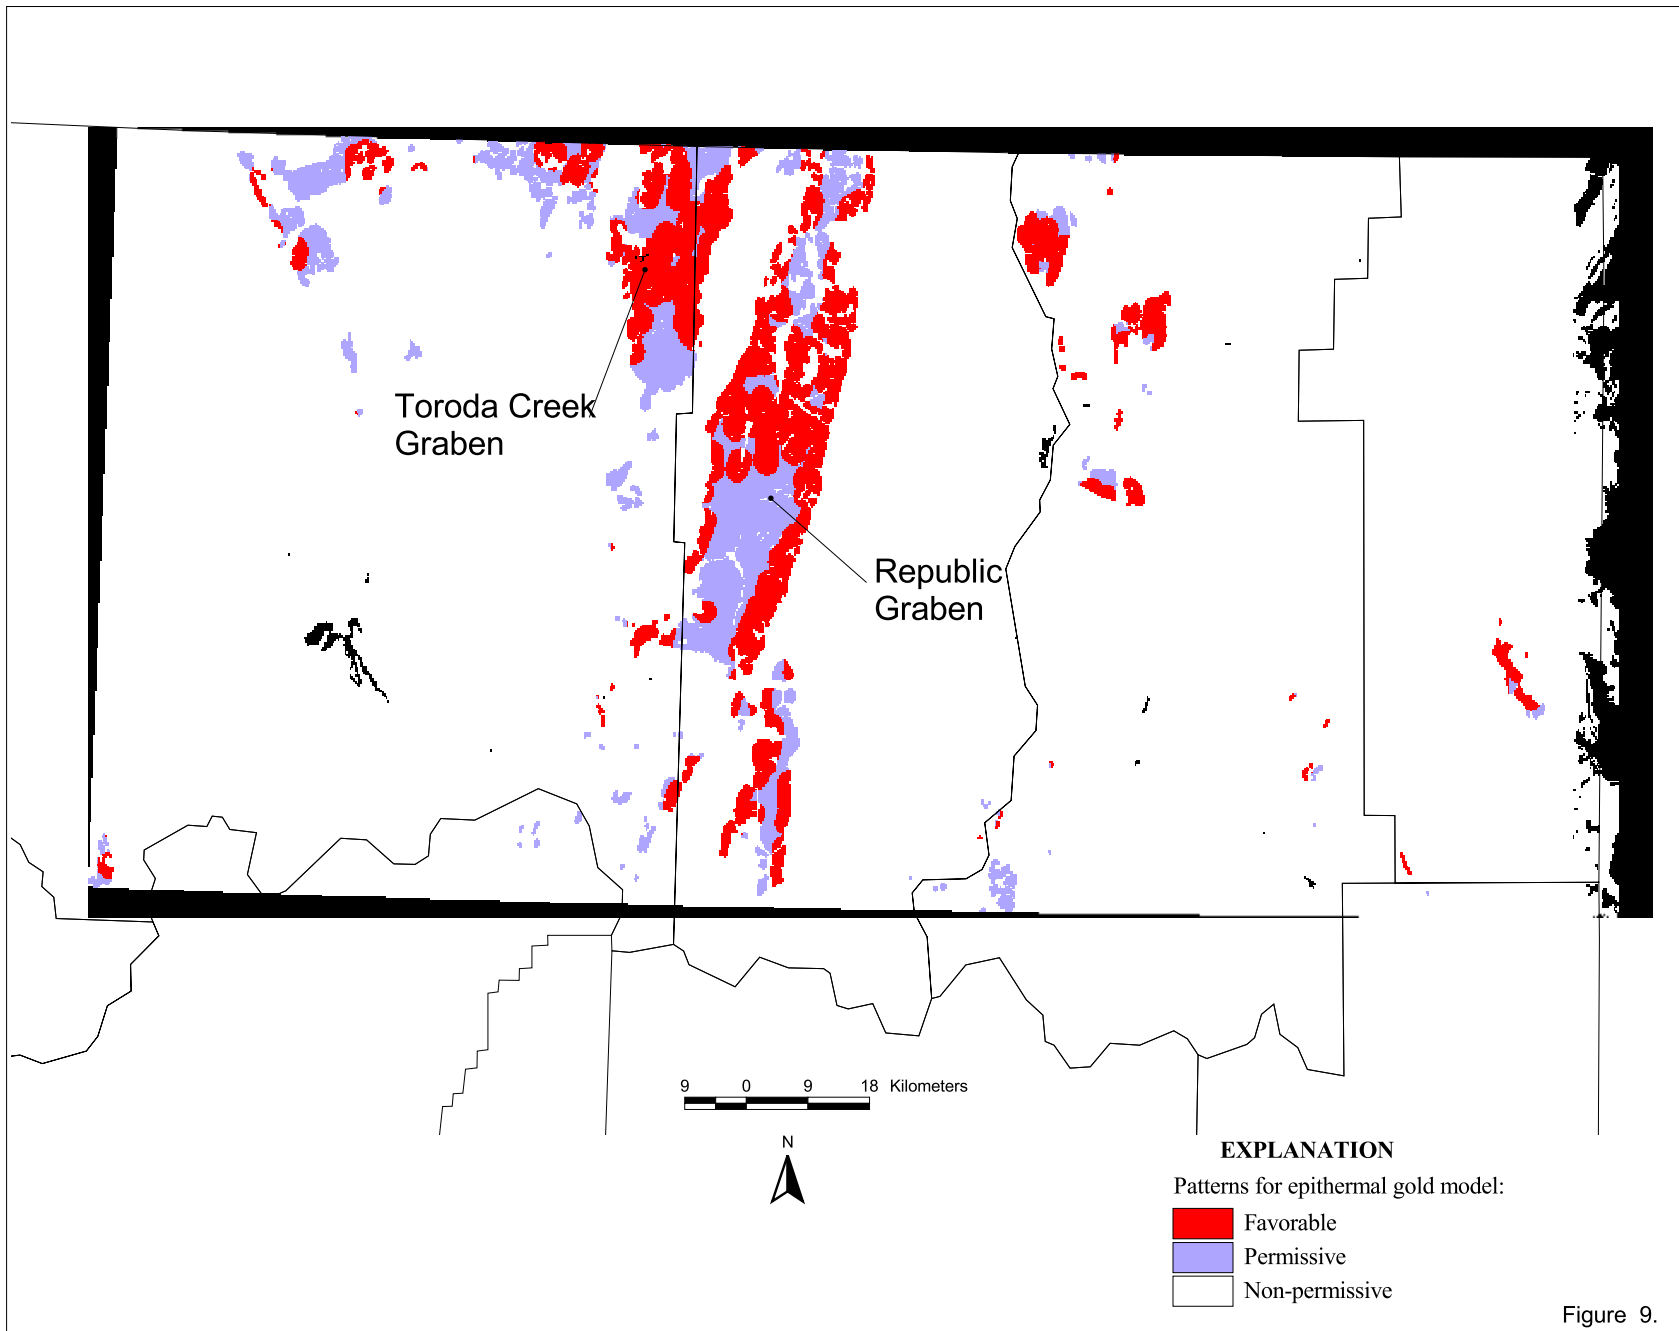 Toroda Creek
Graben
Republic
Graben
9 0 9 18 Kilometers
N
EXPLANATION
Patterns for epithermal gold model:
Favorable
Permissive
Non-permissive
Figure 9.